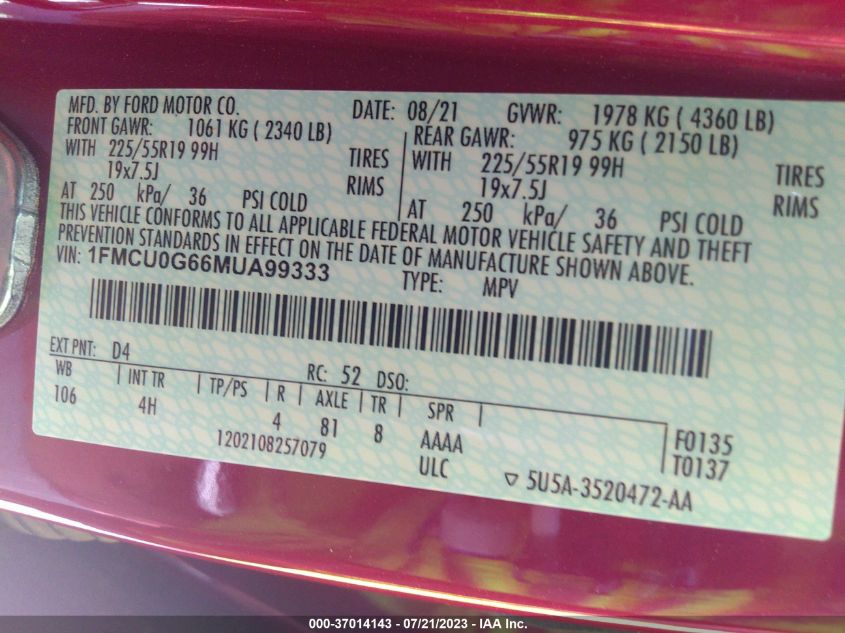 MFD. BY FORD MOTOR CO. DATE: 08/21 GVWR: 1978 KG ( 4360 LB)
FRONT GAWR: 1061 KG ( 2340 LB) REAR GAWR: 975 KG ( 2150 LB)
WITH 225/55R19 99H TIRES WITH 225/55R19 99H TIRES
19x7.5J RIMS 19x7.5J RIMS
AT 250 kPa/ 36 PSI COLD AT 250 kPa/ 36 PSI COLD
THIS VEHICLE CONFORMS TO ALL APPLICABLE FEDERAL MOTOR VEHICLE SAFETY AND THEFT
PREVENTION STANDARDS IN EFFECT ON THE DATE OF MANUFACTURE SHOWN ABOVE.
VIN: 1FMCU0G66MUA99333 TYPE: MPV
EXT PNT: D4 RC: 52 DSO:
WB INT TR TP/PS R AXLE TR SPR
106 4H 4 81 8 AAAA F0135
1202108257079 ULC T0137
5U5A-3520472-AA
000-37014143 - 07/21/2023 - IAA Inc.